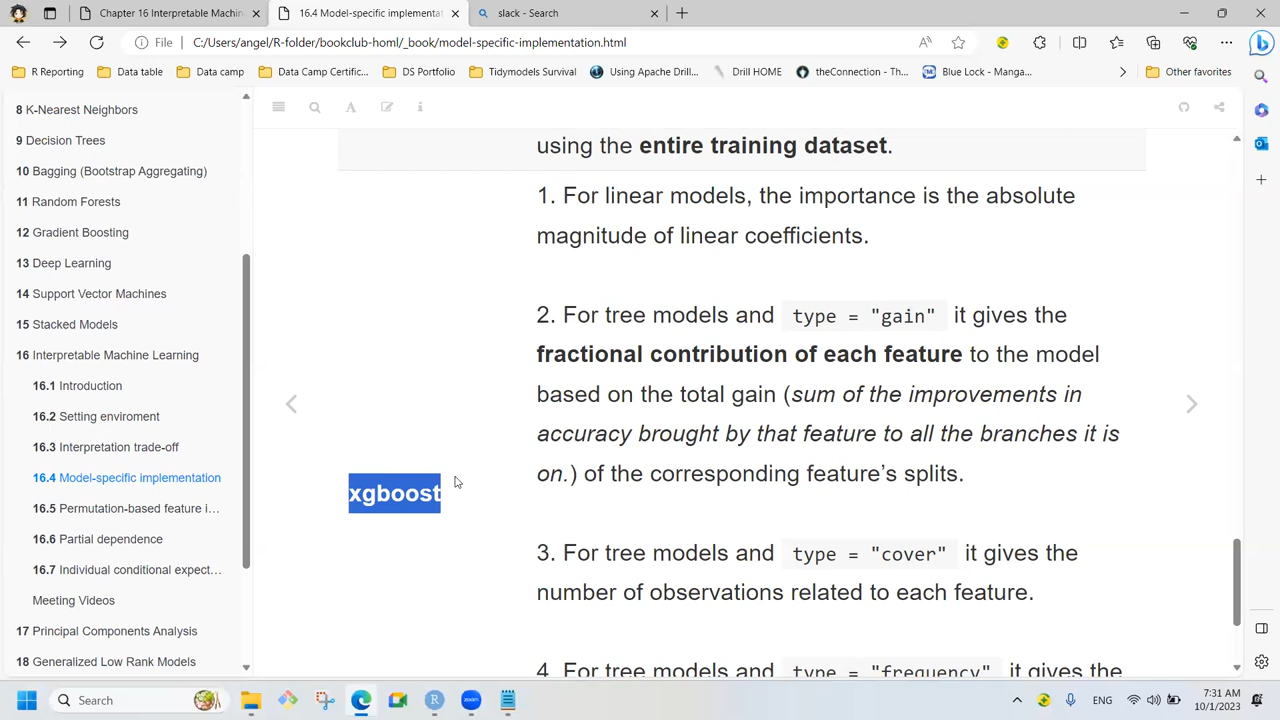 Chapter 16 Interpretable Machin
16.4 Model-specific implementat
slack - Search
File
C:/Users/angel/R-folder/bookclub-homl/_book/model-specific-implementation.html
R Reporting
Data table
Data camp
Data Camp Certific...
DS Portfolio
Tidymodels Survival
Using Apache Drill...
Drill HOME
theConnection - Th...
Blue Lock - Manga...
Other favorites
8 K-Nearest Neighbors
9 Decision Trees
10 Bagging (Bootstrap Aggregating)
11 Random Forests
12 Gradient Boosting
13 Deep Learning
14 Support Vector Machines
15 Stacked Models
16 Interpretable Machine Learning
16.1 Introduction
16.2 Setting enviroment
16.3 Interpretation trade-off
16.4 Model-specific implementation
16.5 Permutation-based feature i...
16.6 Partial dependence
16.7 Individual conditional expect...
Meeting Videos
17 Principal Components Analysis
18 Generalized Low Rank Models
using the entire training dataset.
1. For linear models, the importance is the absolute
magnitude of linear coefficients.
2. For tree models and type = "gain" it gives the
fractional contribution of each feature to the model
based on the total gain (sum of the improvements in
accuracy brought by that feature to all the branches it is
on.) of the corresponding feature's splits.
xgboost
3. For tree models and type = "cover" it gives the
number of observations related to each feature.
4. For tree models and type = "frequency" it gives the
Search
ENG
7:31 AM
10/1/2023